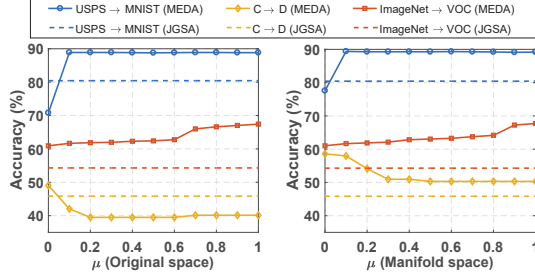 USPS → MNIST (MEDA) C → D (MEDA) ImageNet → VOC (MEDA)
USPS → MNIST (JGSA) C → D (JGSA) ImageNet → VOC (JGSA)
90
80
70
60
50
40
Accuracy (%)
0 0.2 0.4 0.6 0.8 1
μ (Original space)
90
80
70
60
50
40
Accuracy (%)
0 0.2 0.4 0.6 0.8 1
μ (Manifold space)